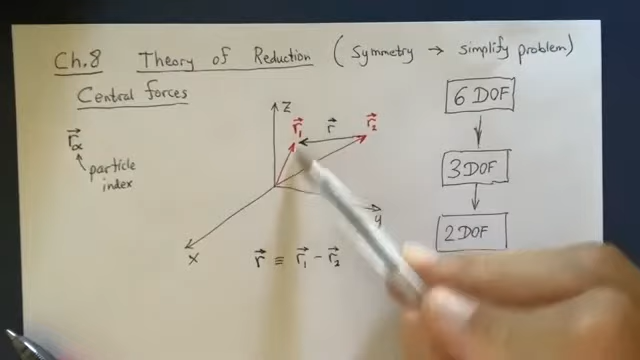 Ch.8 Theory of Reduction (Symmetry → simplify problem)
Central forces
r⃗α
particle
index
z
r⃗1
r⃗
r⃗2
x
y
r⃗ ≡ r⃗1 - r⃗2
6 DOF
3 DOF
2 DOF